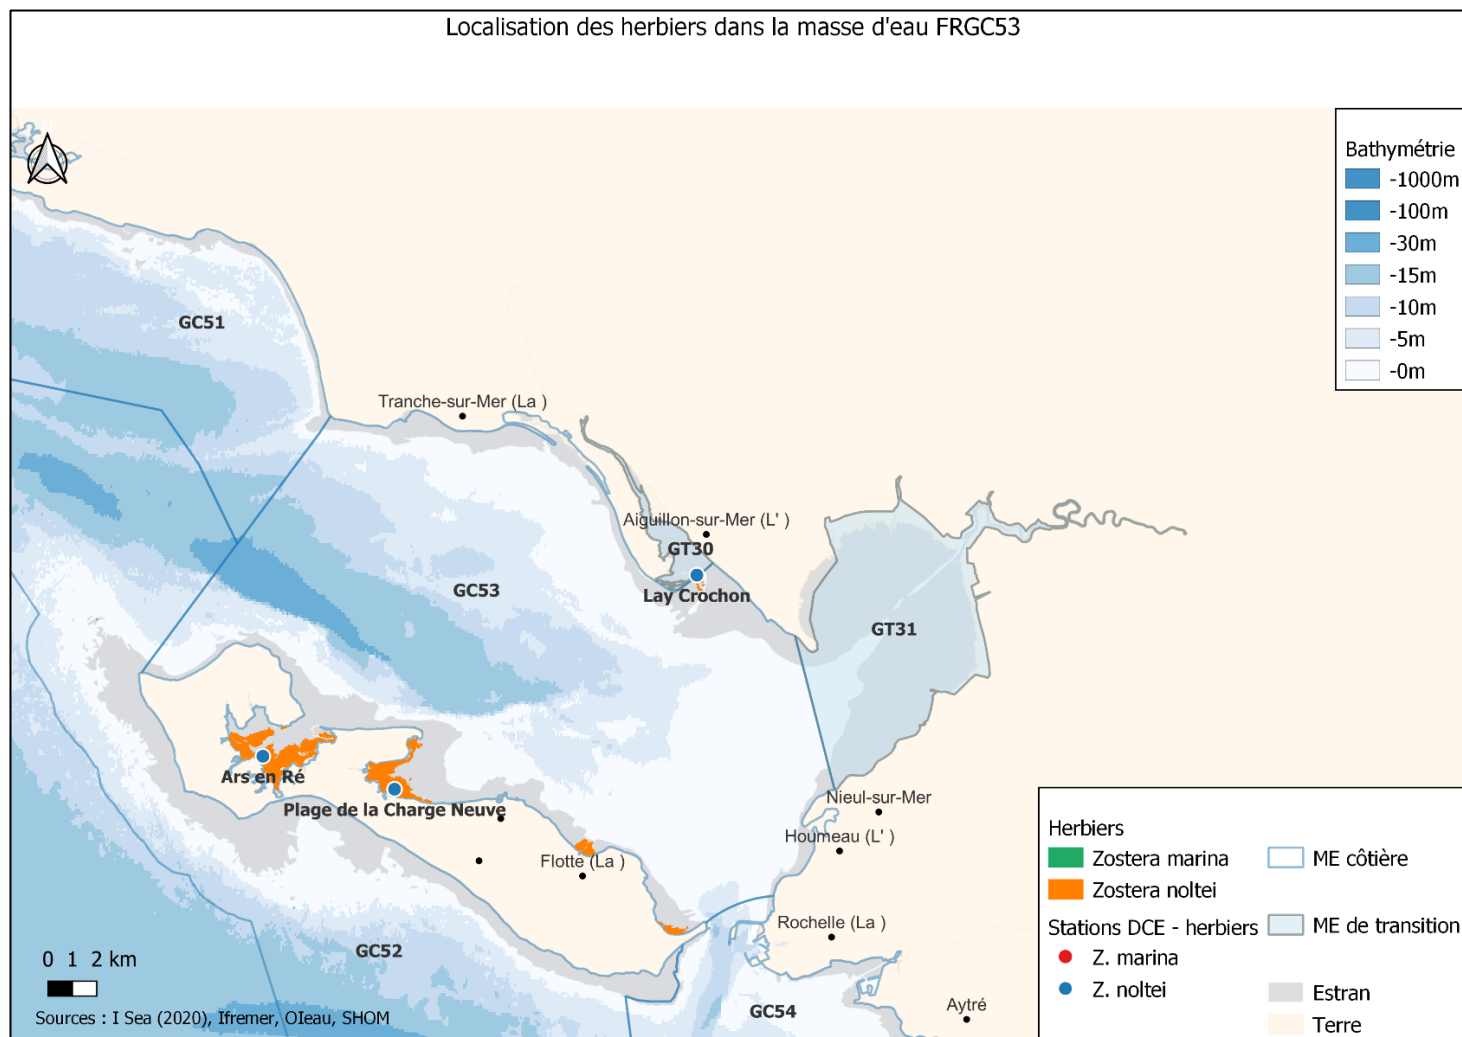 Localisation des herbiers dans la masse d'eau FRGC53
Bathymétrie
-1000m
-100m
-30m
-15m
-10m
-5m
-0m
GC51
Tranche-sur-Mer (La )
Aiguillon-sur-Mer (L' )
GT30
GC53
Lay Crochon
GT31
Ars en Ré
Plage de la Charge Neuve
Nieul-sur-Mer
Houmeau (L' )
Flotte (La )
Rochelle (La )
GC52
GC54
Aytré
0 1 2 km
Sources : I Sea (2020), Ifremer, OIeau, SHOM
Herbiers
Zostera marina
Zostera noltei
Stations DCE - herbiers
Z. marina
Z. noltei
ME côtière
ME de transition
Estran
Terre